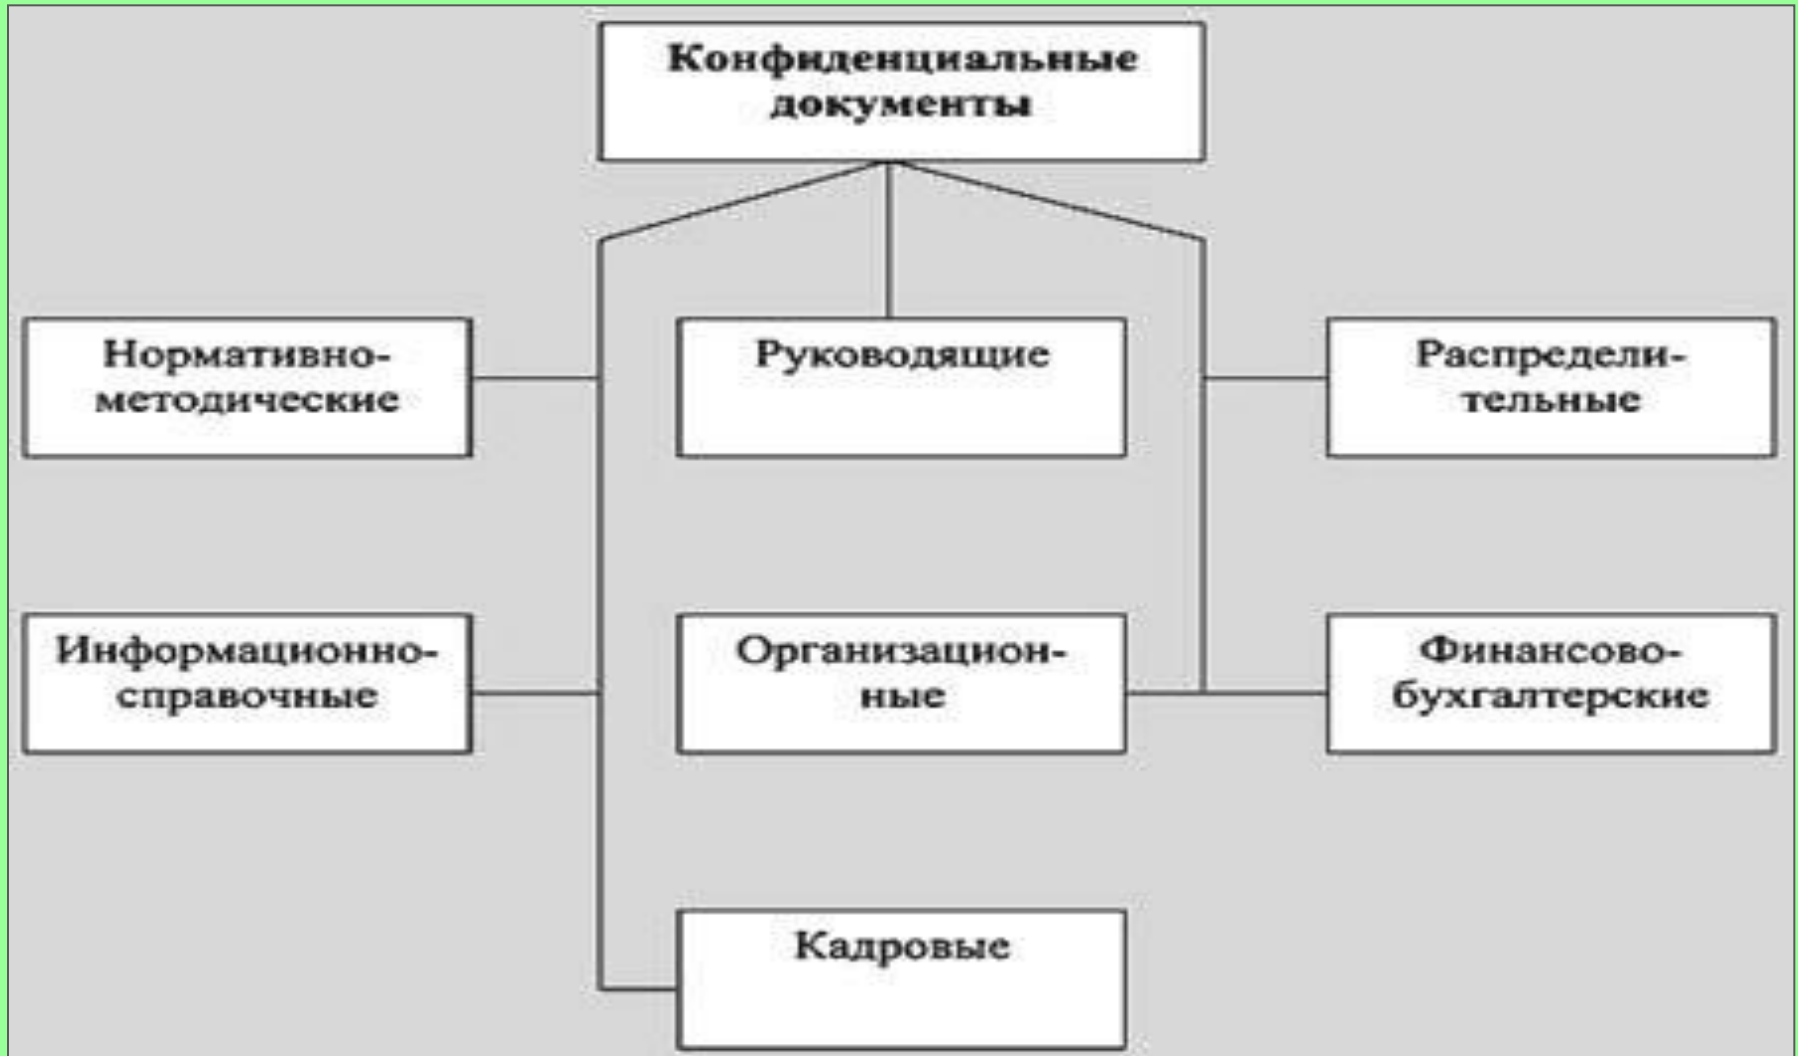 Конфиденциальные
документы
Нормативно-
методические
Руководящие
Распредели-
тельные
Информационно-
справочные
Организацион-
ные
Финансово-
бухгалтерские
Кадровые